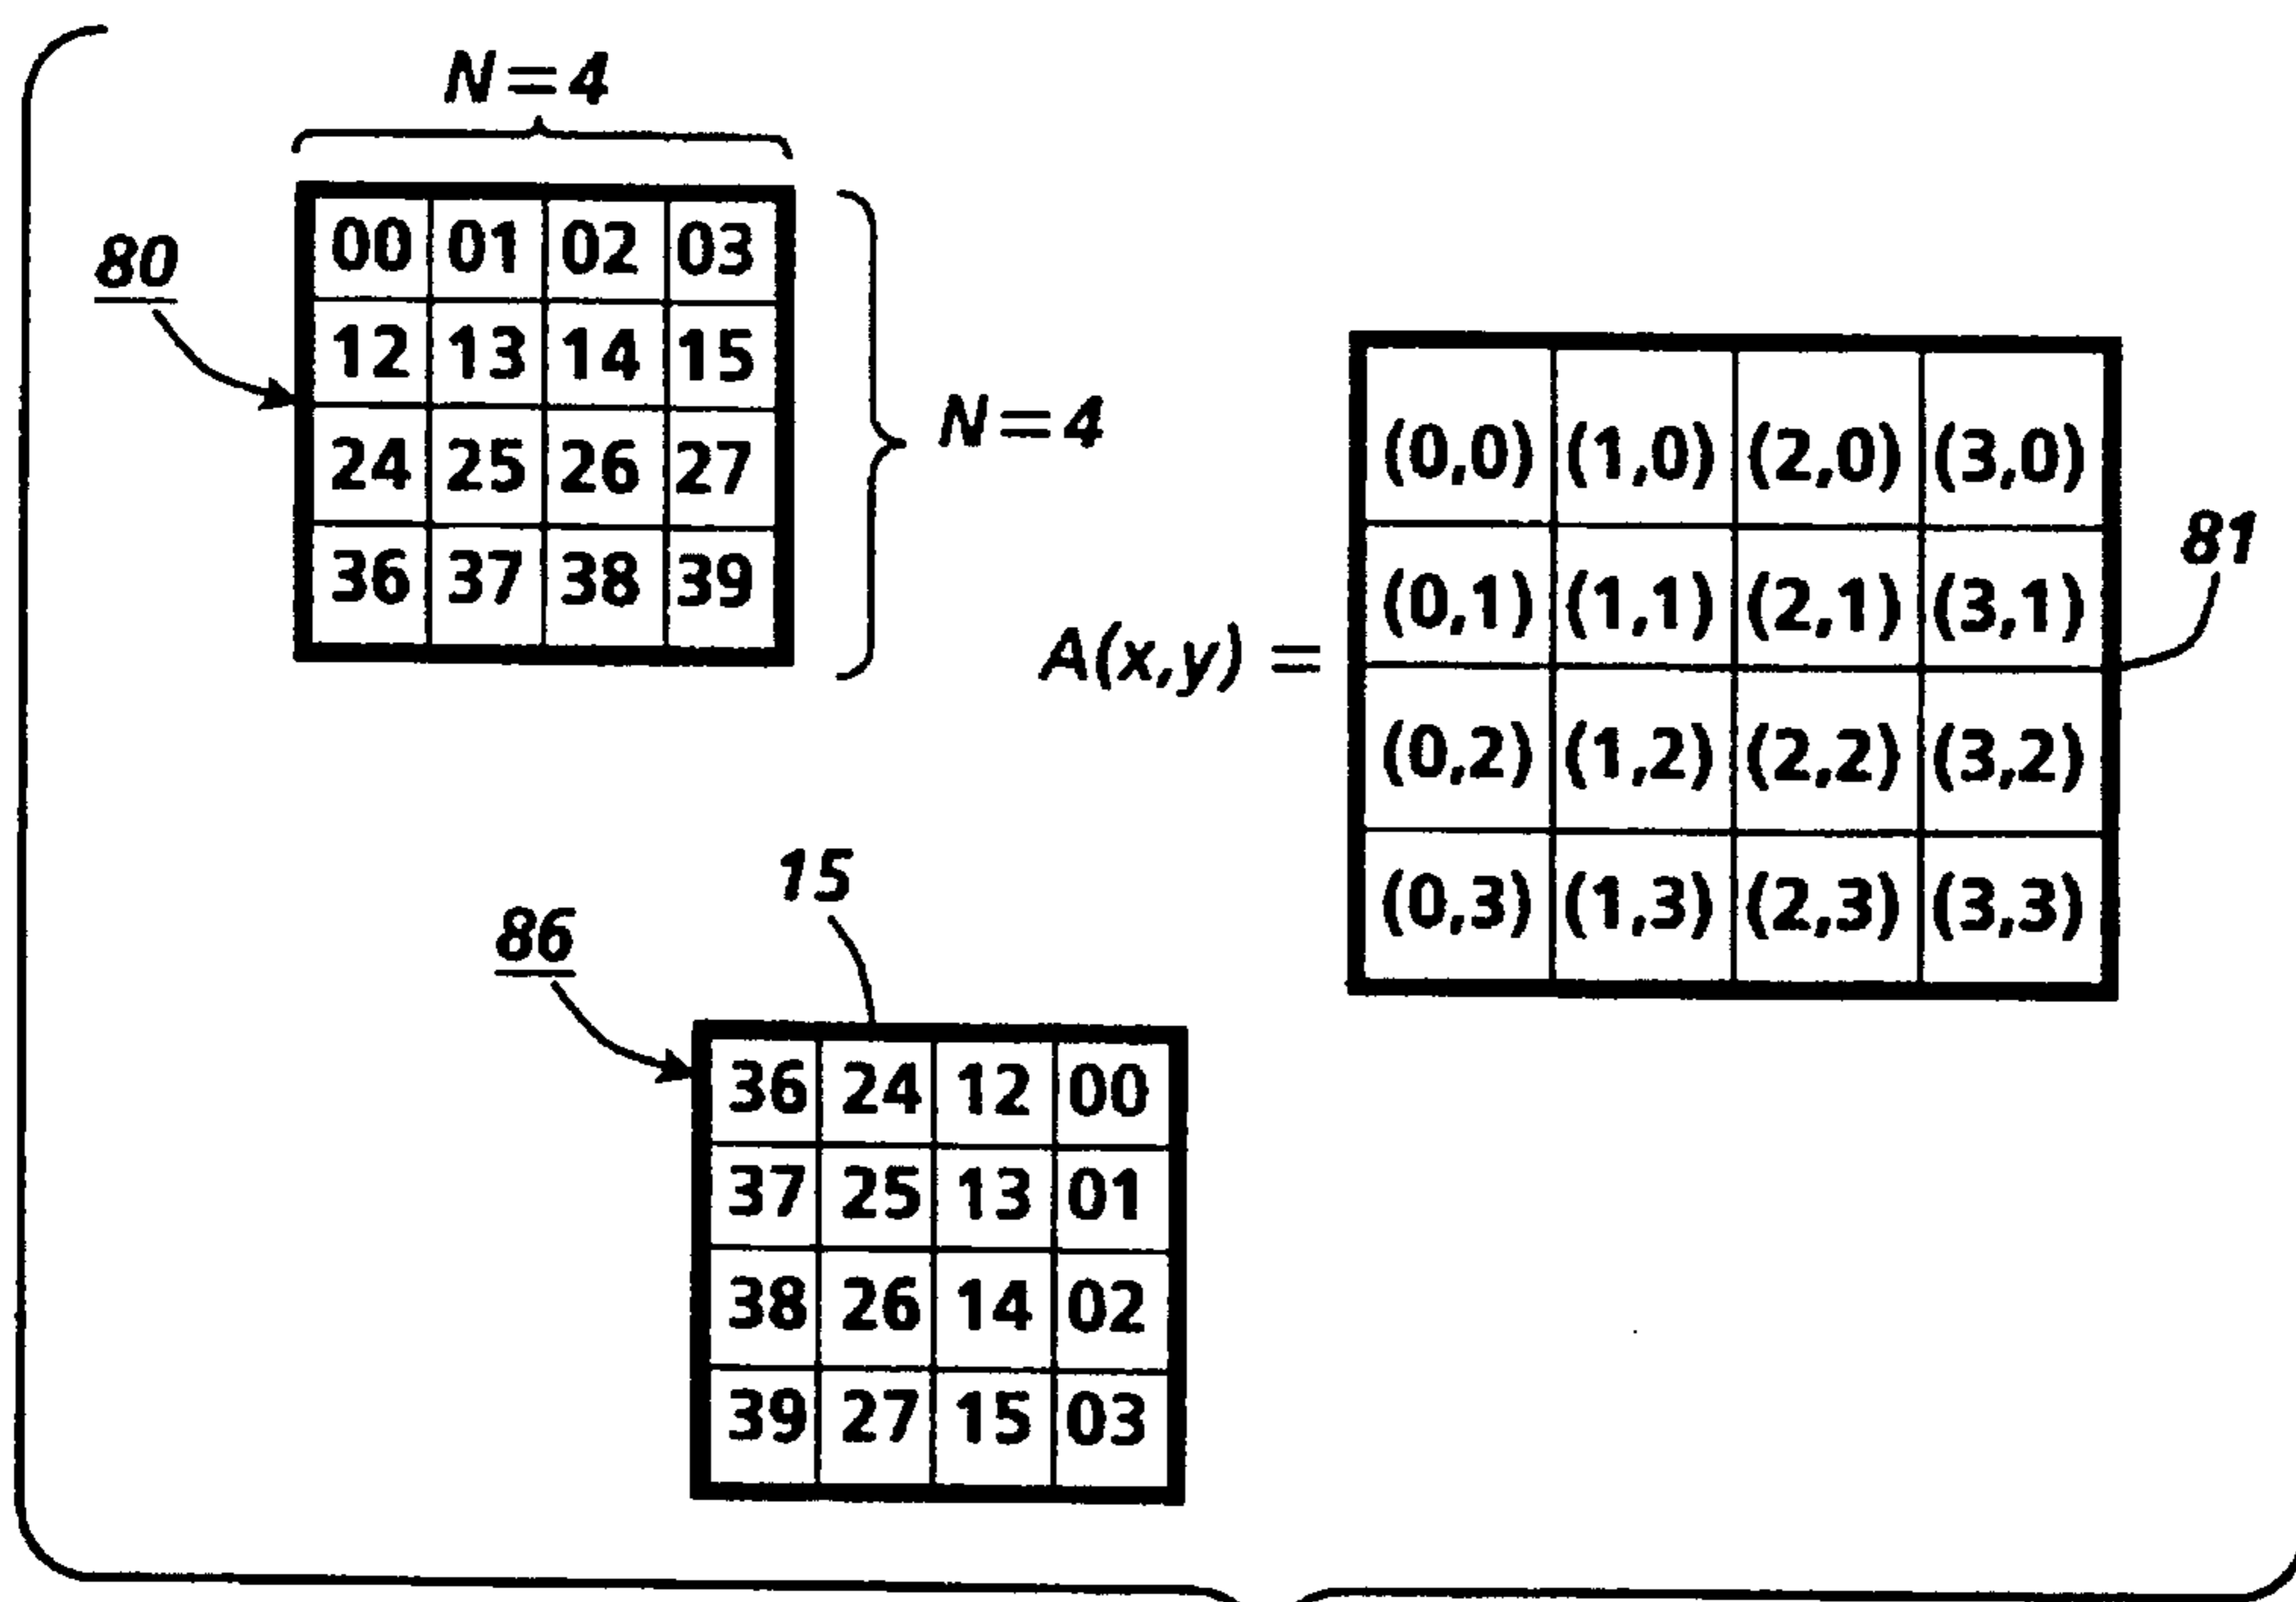 N=4
80
00 01 02 03
12 13 14 15
24 25 26 27
36 37 38 39
N=4
A(x,y) =
(0,0) (1,0) (2,0) (3,0)
(0,1) (1,1) (2,1) (3,1)
(0,2) (1,2) (2,2) (3,2)
(0,3) (1,3) (2,3) (3,3)
81
15
86
36 24 12 00
37 25 13 01
38 26 14 02
39 27 15 03